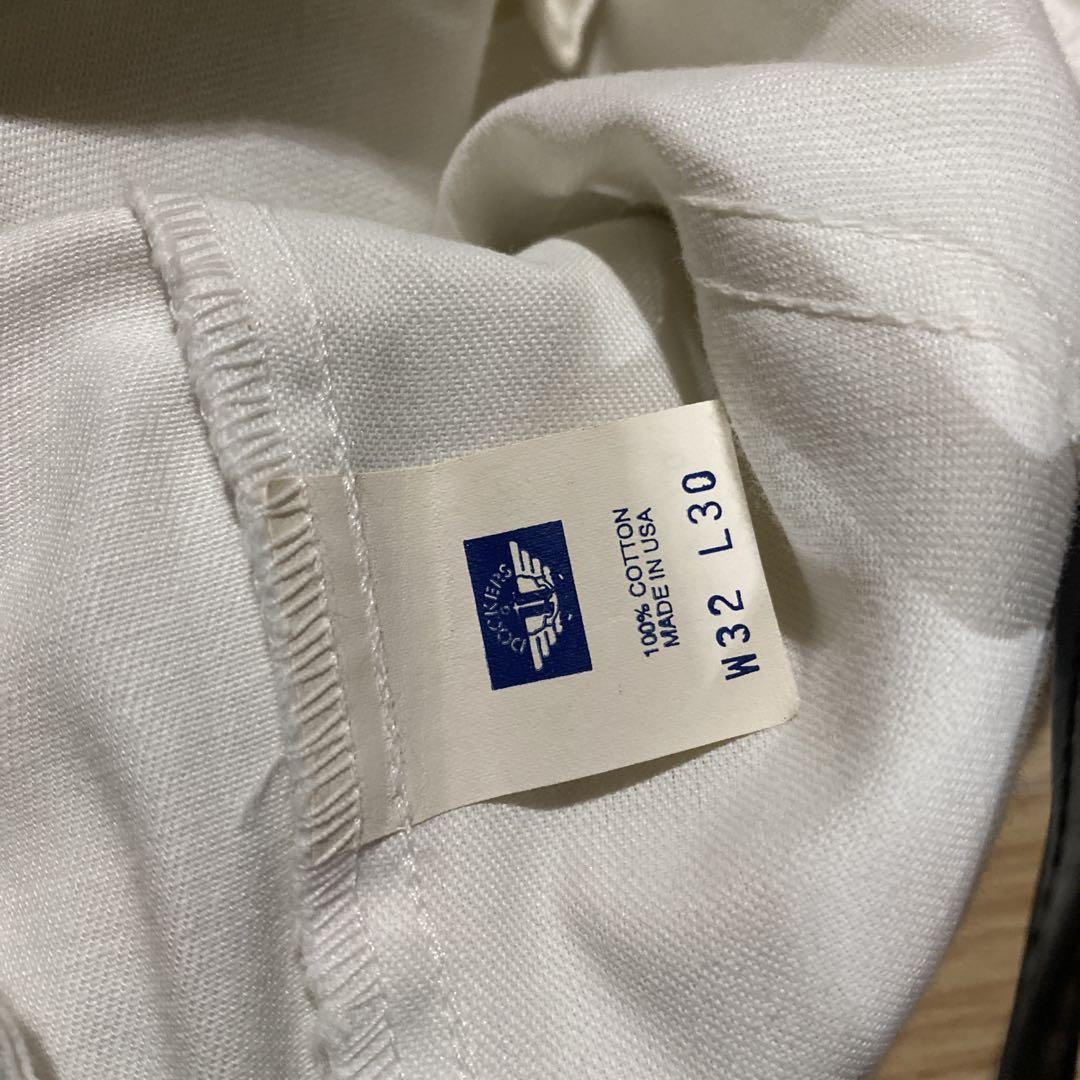 DOCKERS
100% COTTON
MADE IN USA
W32 L30